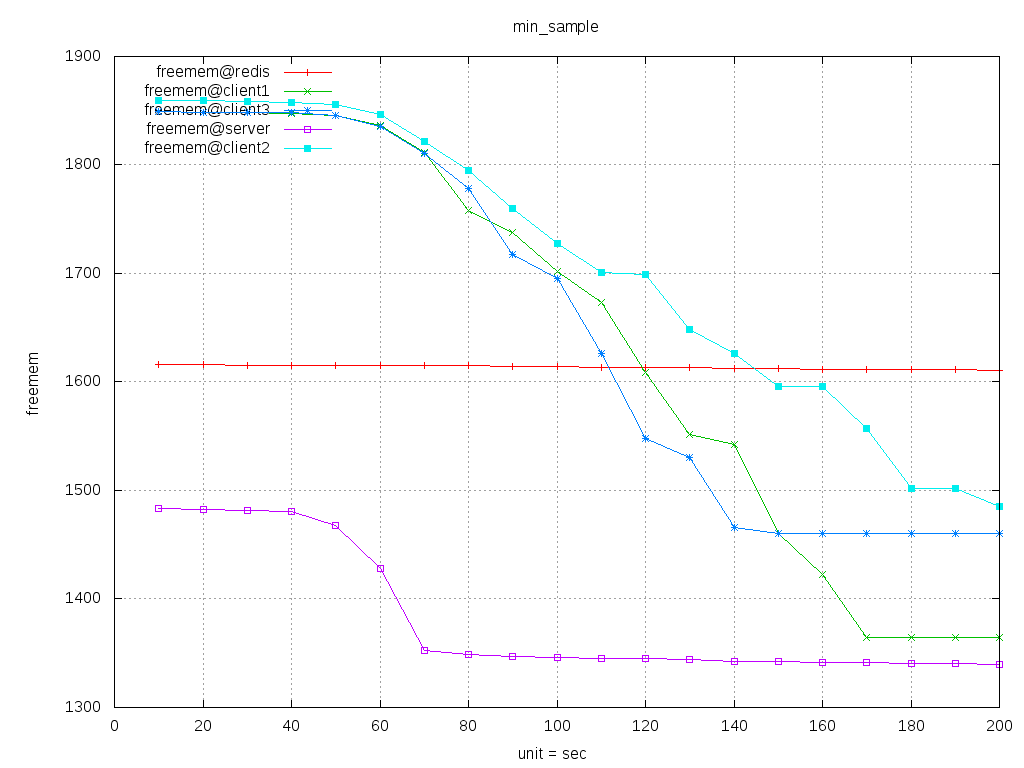 min_sample
freemem@redis
freemem@client1
freemem@client3
freemem@server
freemem@client2
1900
1800
1700
1600
1500
1400
1300
freemem
0 20 40 60 80 100 120 140 160 180 200
unit = sec